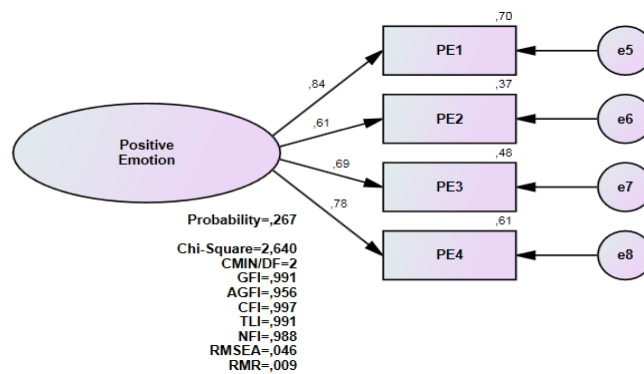 ,70
PE1
e5
,84
,37
PE2
e6
,61
Positive
Emotion
,48
PE3
e7
,69
,78
,61
PE4
e8
Probability=,267
Chi-Square=2,640
CMIN/DF=2
GFI=,991
AGFI=,956
CFI=,997
TLI=,991
NFI=,988
RMSEA=,046
RMR=,009